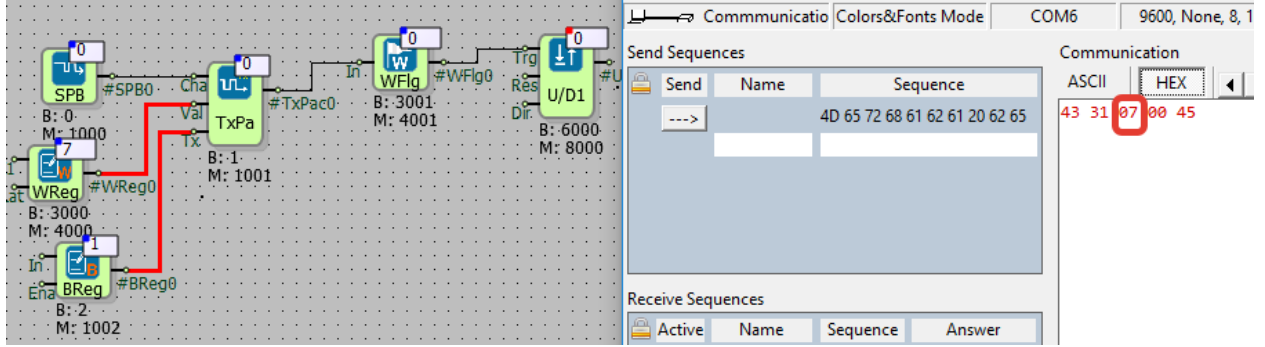 0
SPB
#SPB0
B: 0
M: 1000
7
WReg
#WReg0
B: 3000
M: 4000
1
In
Ena
BReg
#BReg0
B: 2
M: 1002
0
Cha
Val
Tx
TxPa
#TxPac0
B: 1
M: 1001
0
In
WFlg
#WFlg0
B: 3001
M: 4001
0
Trg
Res
Dir
U/D1
#U
B: 6000
M: 8000
Commmunicatio Colors&Fonts Mode COM6 9600, None, 8, 1
Send Sequences
Send Name Sequence
---> 4D 65 72 68 61 62 61 20 62 65
Receive Sequences
Active Name Sequence Answer
Communication
ASCII HEX
43 31 07 00 45